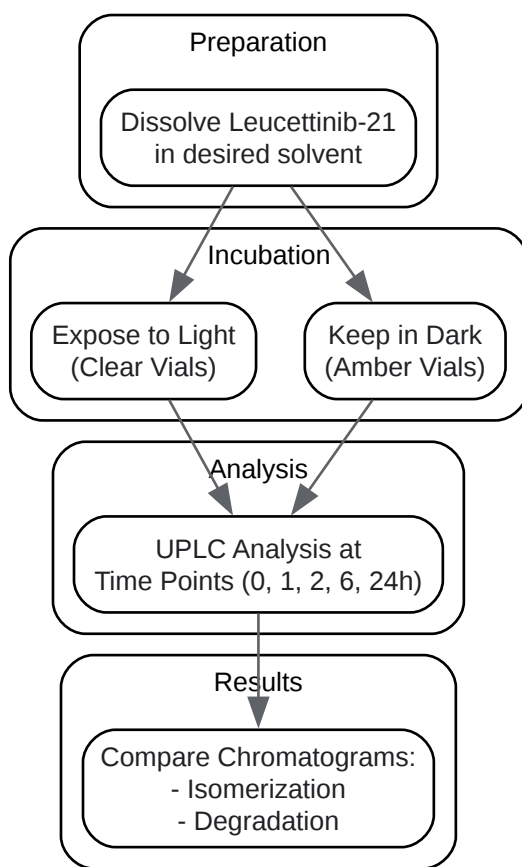 Preparation
Dissolve Leucettinib-21
in desired solvent
Incubation
Expose to Light
(Clear Vials)
Keep in Dark
(Amber Vials)
Analysis
UPLC Analysis at
Time Points (0, 1, 2, 6, 24h)
Results
Compare Chromatograms:
- Isomerization
- Degradation